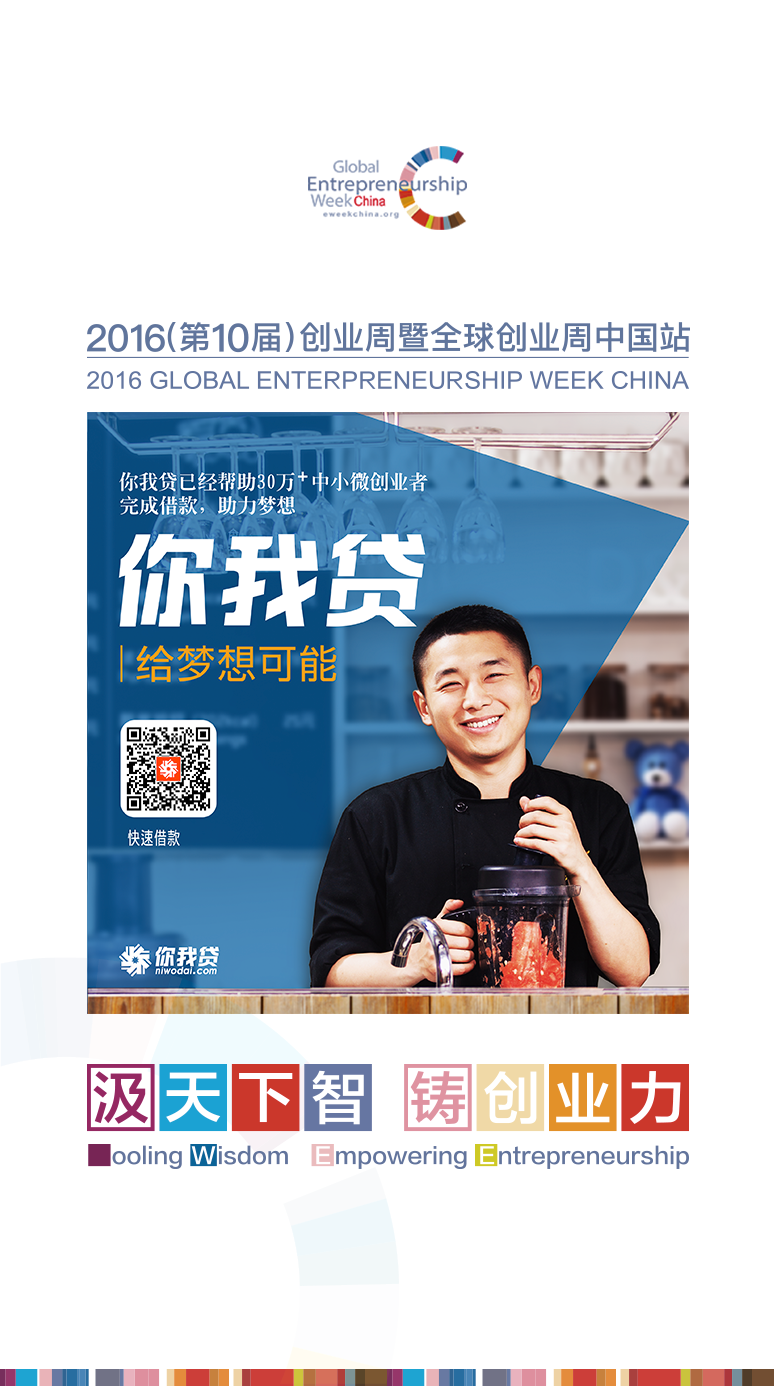 Global
Entrepreneurship
Week China
eweekchina.org
2016(第10届)创业周暨全球创业周中国站
2016 GLOBAL ENTERPRENEURSHIP WEEK CHINA
你我贷已经帮助30万+中小微创业者
完成借款，助力梦想
你我贷
给梦想可能
快速借款
你我贷
niwodai.com
汲天下智 铸创业力
ooling Wisdom Empowering Entrepreneurship